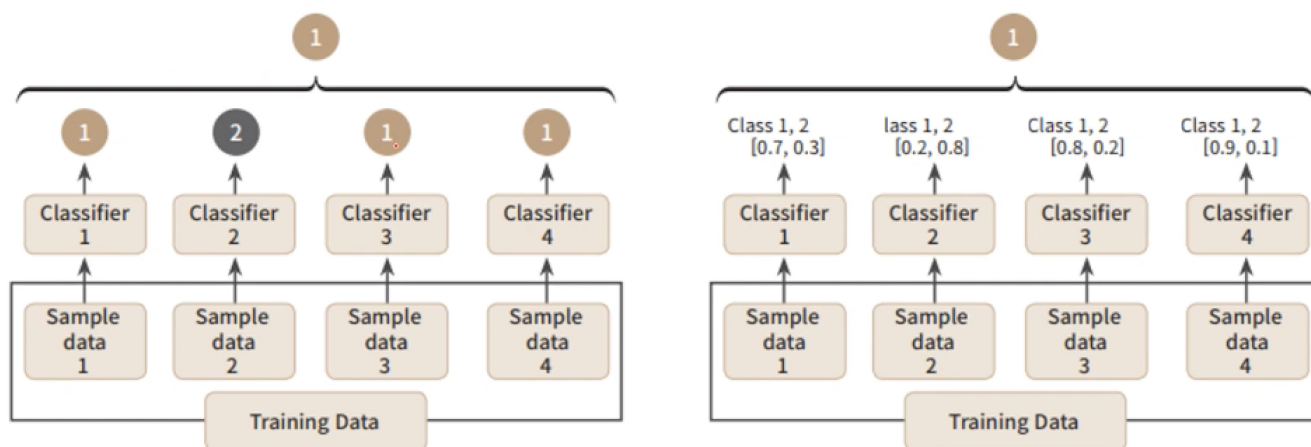 1
1
2
1
1
Classifier
1
Classifier
2
Classifier
3
Classifier
4
Sample
data
1
Sample
data
2
Sample
data
3
Sample
data
4
Training Data
1
Class 1, 2
[0.7, 0.3]
lass 1, 2
[0.2, 0.8]
Class 1, 2
[0.8, 0.2]
Class 1, 2
[0.9, 0.1]
Classifier
1
Classifier
2
Classifier
3
Classifier
4
Sample
data
1
Sample
data
2
Sample
data
3
Sample
data
4
Training Data